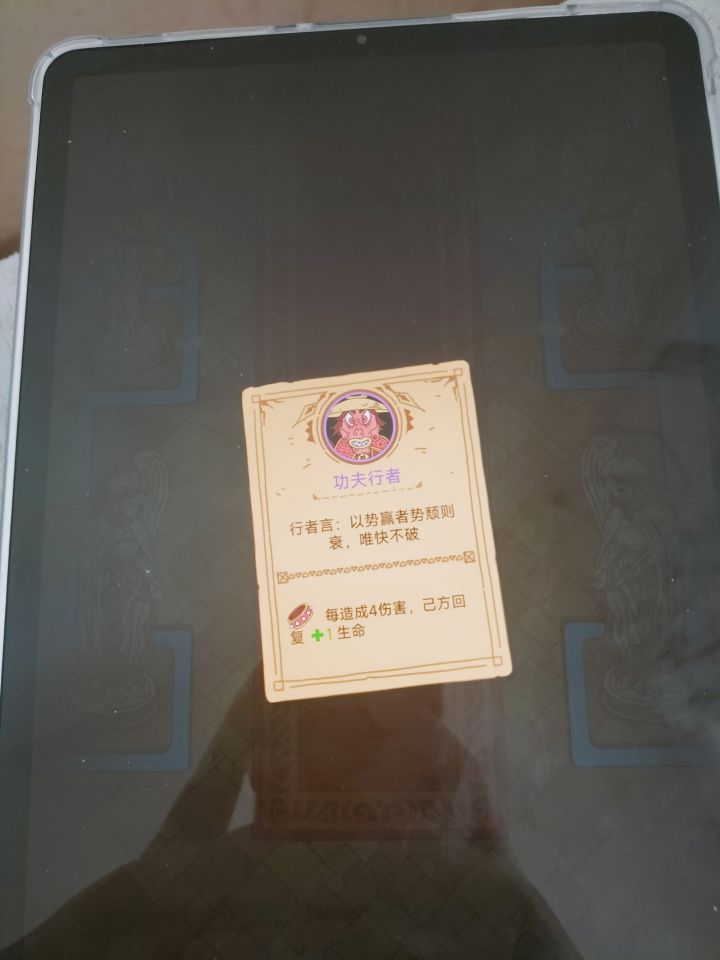 功夫行者
行者言：以势赢者势颓则
衰，唯快不破
每造成4伤害，己方回
复 +1 生命